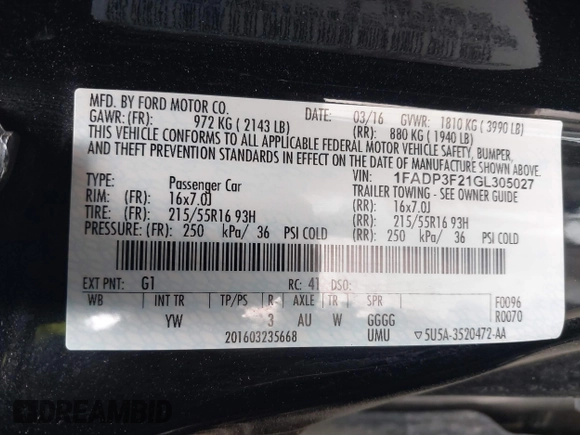 MFD. BY FORD MOTOR CO.
DATE: 03/16 GVWR: 1810 KG ( 3990 LB)
GAWR: (FR): 972 KG ( 2143 LB) (RR): 880 KG ( 1940 LB)
THIS VEHICLE CONFORMS TO ALL APPLICABLE FEDERAL MOTOR VEHICLE SAFETY, BUMPER,
AND THEFT PREVENTION STANDARDS IN EFFECT ON THE DATE OF MANUFACTURE SHOWN ABOVE.
VIN: 1FADP3F21GL305027
TYPE: Passenger Car TRAILER TOWING - SEE OWNER GUIDE
RIM: (FR): 16x7.0J (RR): 16x7.0J
TIRE: (FR): 215/55R16 93H (RR): 215/55R16 93H
PRESSURE: (FR): 250 kPa/ 36 PSI COLD (RR): 250 kPa/ 36 PSI COLD
EXT PNT: G1 RC: 41 DSO:
WB INT TR TP/PS R AXLE TR SPR F0096
YW 3 AU W GGGG R0070
201603235668 UMU ▽5U5A-3520472-AA
DREAMBID